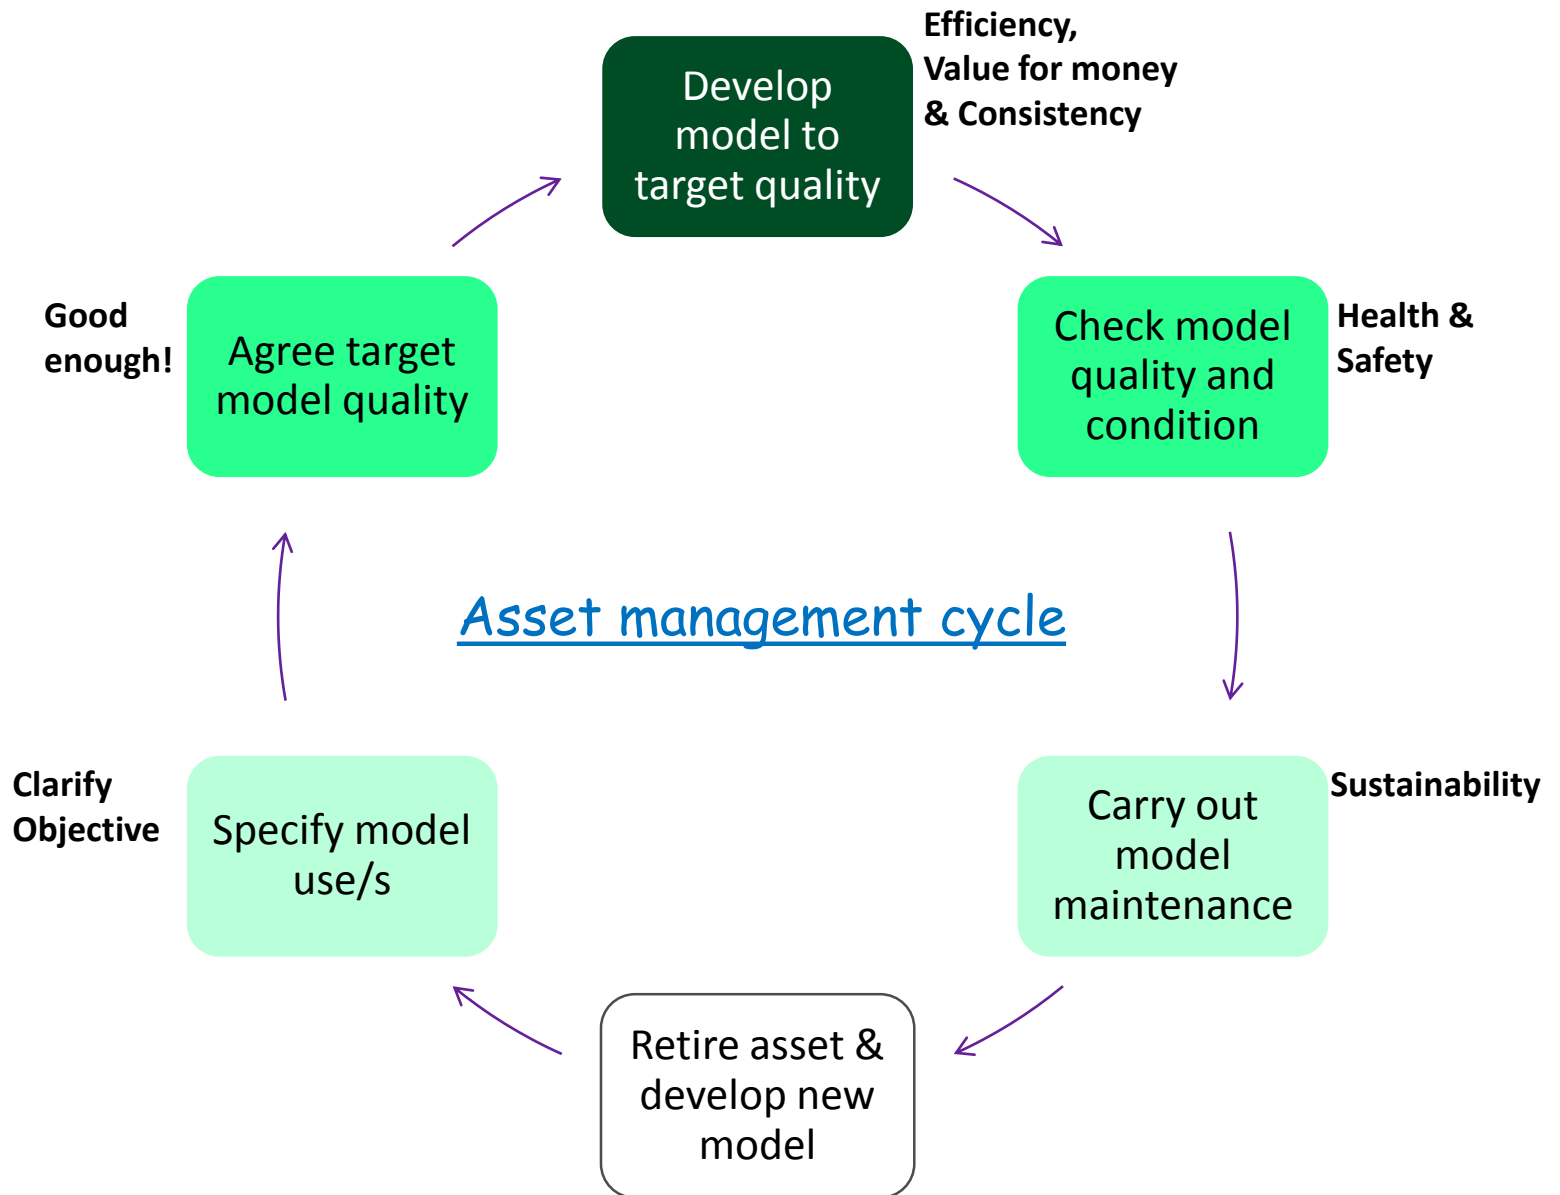 Efficiency,
Value for money
& Consistency
Develop
model to
target quality
Good
enough!
Agree target
model quality
Check model
quality and
condition
Health &
Safety
Asset management cycle
Clarify
Objective
Specify model
use/s
Carry out
model
maintenance
Sustainability
Retire asset &
develop new
model